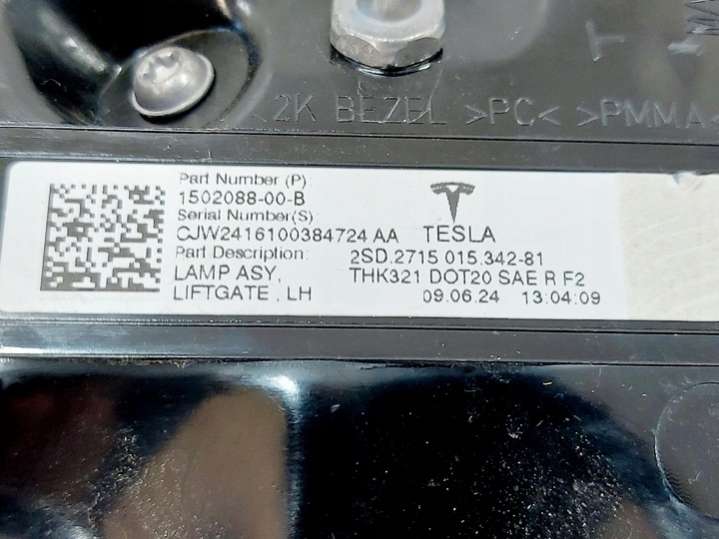 2K BEZEL >PC< >PMMA<
Part Number (P)
1502088-00-B
Serial Number(S)
CJW2416100384724 AA
Part Description:
LAMP ASY,
LIFTGATE , LH
TESLA
2SD.2715 015.342-81
THK321 DOT20 SAE R F2
09.06.24 13:04:09